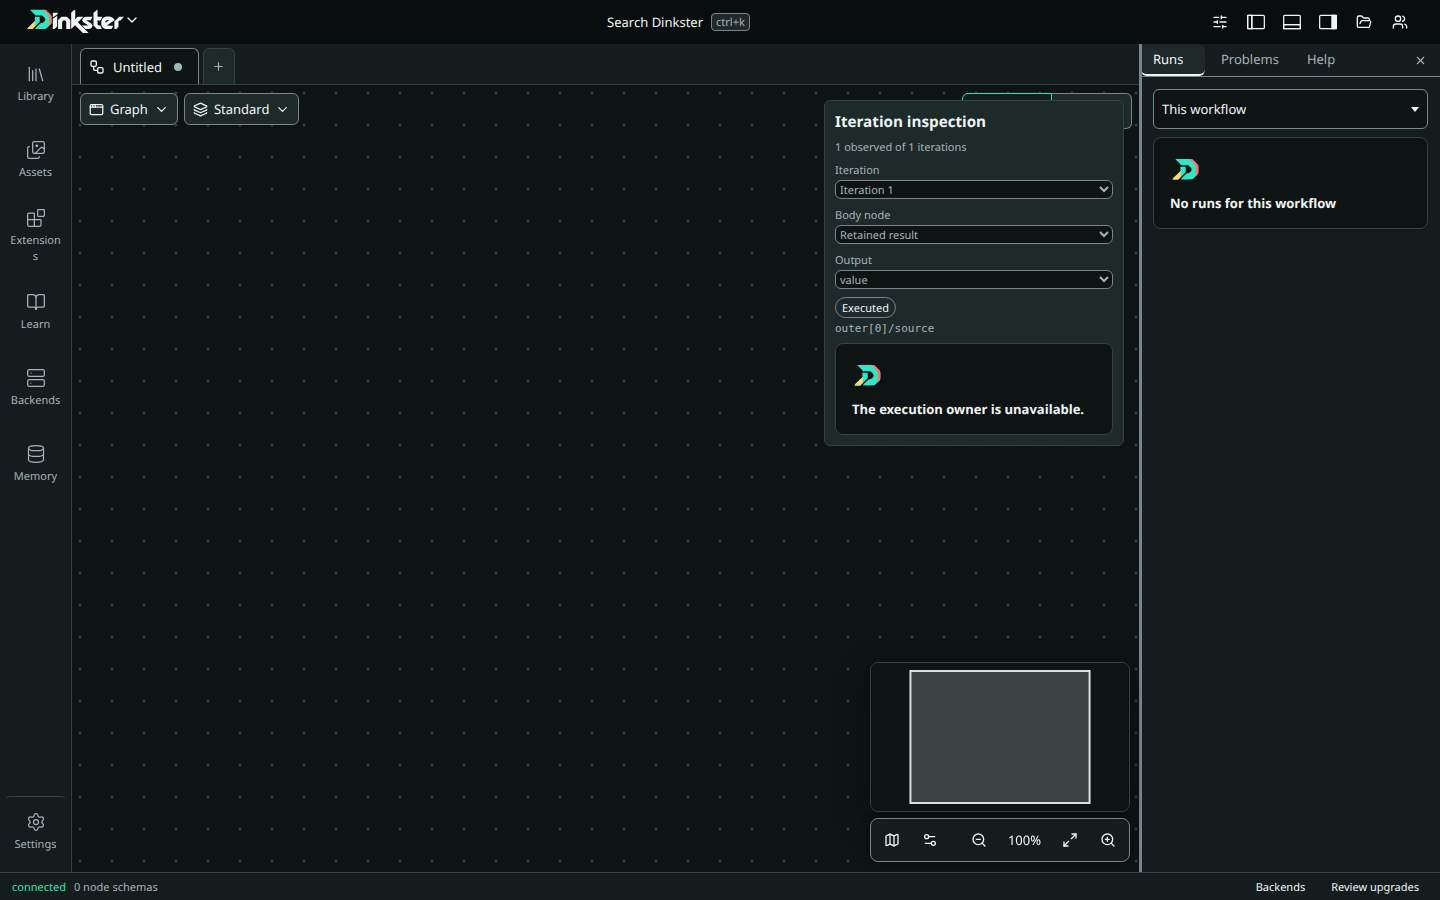 Dinkster
Search Dinkster ctrl+k
Library
Assets
Extension
s
Learn
Backends
Memory
Settings
Untitled
Graph
Standard
Iteration inspection
1 observed of 1 iterations
Iteration
Iteration 1
Body node
Retained result
Output
value
Executed
outer[0]/source
The execution owner is unavailable.
100%
Runs Problems Help
This workflow
No runs for this workflow
connected 0 node schemas
Backends Review upgrades